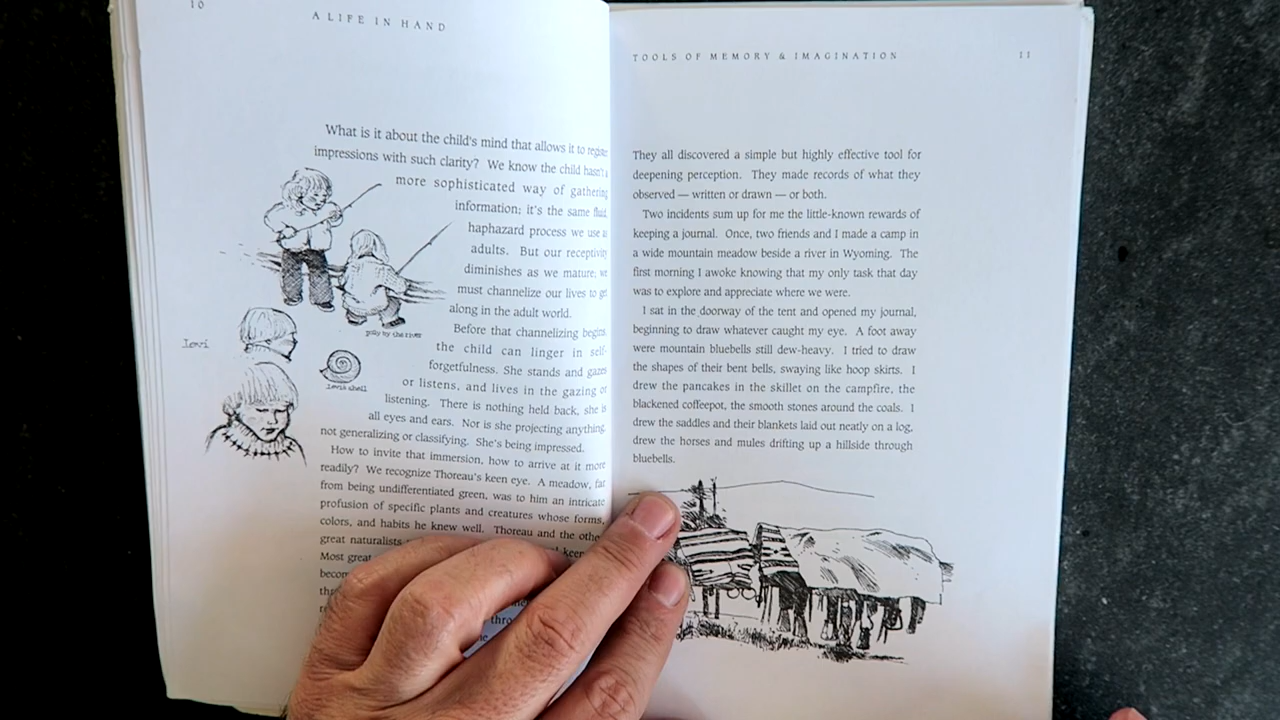 10
A LIFE IN HAND
What is it about the child's mind that allows it to register
impressions with such clarity? We know the child hasn't a
more sophisticated way of gathering
information; it's the same fluid,
haphazard process we use as
adults. But our receptivity
diminishes as we mature; we
must channelize our lives to get
along in the adult world.
Before that channelizing begins
the child can linger in self-
forgetfulness. She stands and gazes
or listens, and lives in the gazing or
listening. There is nothing held back, she is
all eyes and ears. Nor is she projecting anything,
not generalizing or classifying. She's being impressed.
How to invite that immersion, how to arrive at it more
readily? We recognize Thoreau's keen eye. A meadow, far
from being undifferentiated green, was to him an intricate
profusion of specific plants and creatures whose forms,
colors, and habits he knew well. Thoreau and the other
great naturalists
Most great
polly by the river
Levi
Levi's shell
TOOLS OF MEMORY & IMAGINATION
11
They all discovered a simple but highly effective tool for
deepening perception. They made records of what they
observed — written or drawn — or both.
Two incidents sum up for me the little-known rewards of
keeping a journal. Once, two friends and I made a camp in
a wide mountain meadow beside a river in Wyoming. The
first morning I awoke knowing that my only task that day
was to explore and appreciate where we were.
I sat in the doorway of the tent and opened my journal,
beginning to draw whatever caught my eye. A foot away
were mountain bluebells still dew-heavy. I tried to draw
the shapes of their bent bells, swaying like hoop skirts. I
drew the pancakes in the skillet on the campfire, the
blackened coffeepot, the smooth stones around the coals. I
drew the saddles and their blankets laid out neatly on a log,
drew the horses and mules drifting up a hillside through
bluebells.